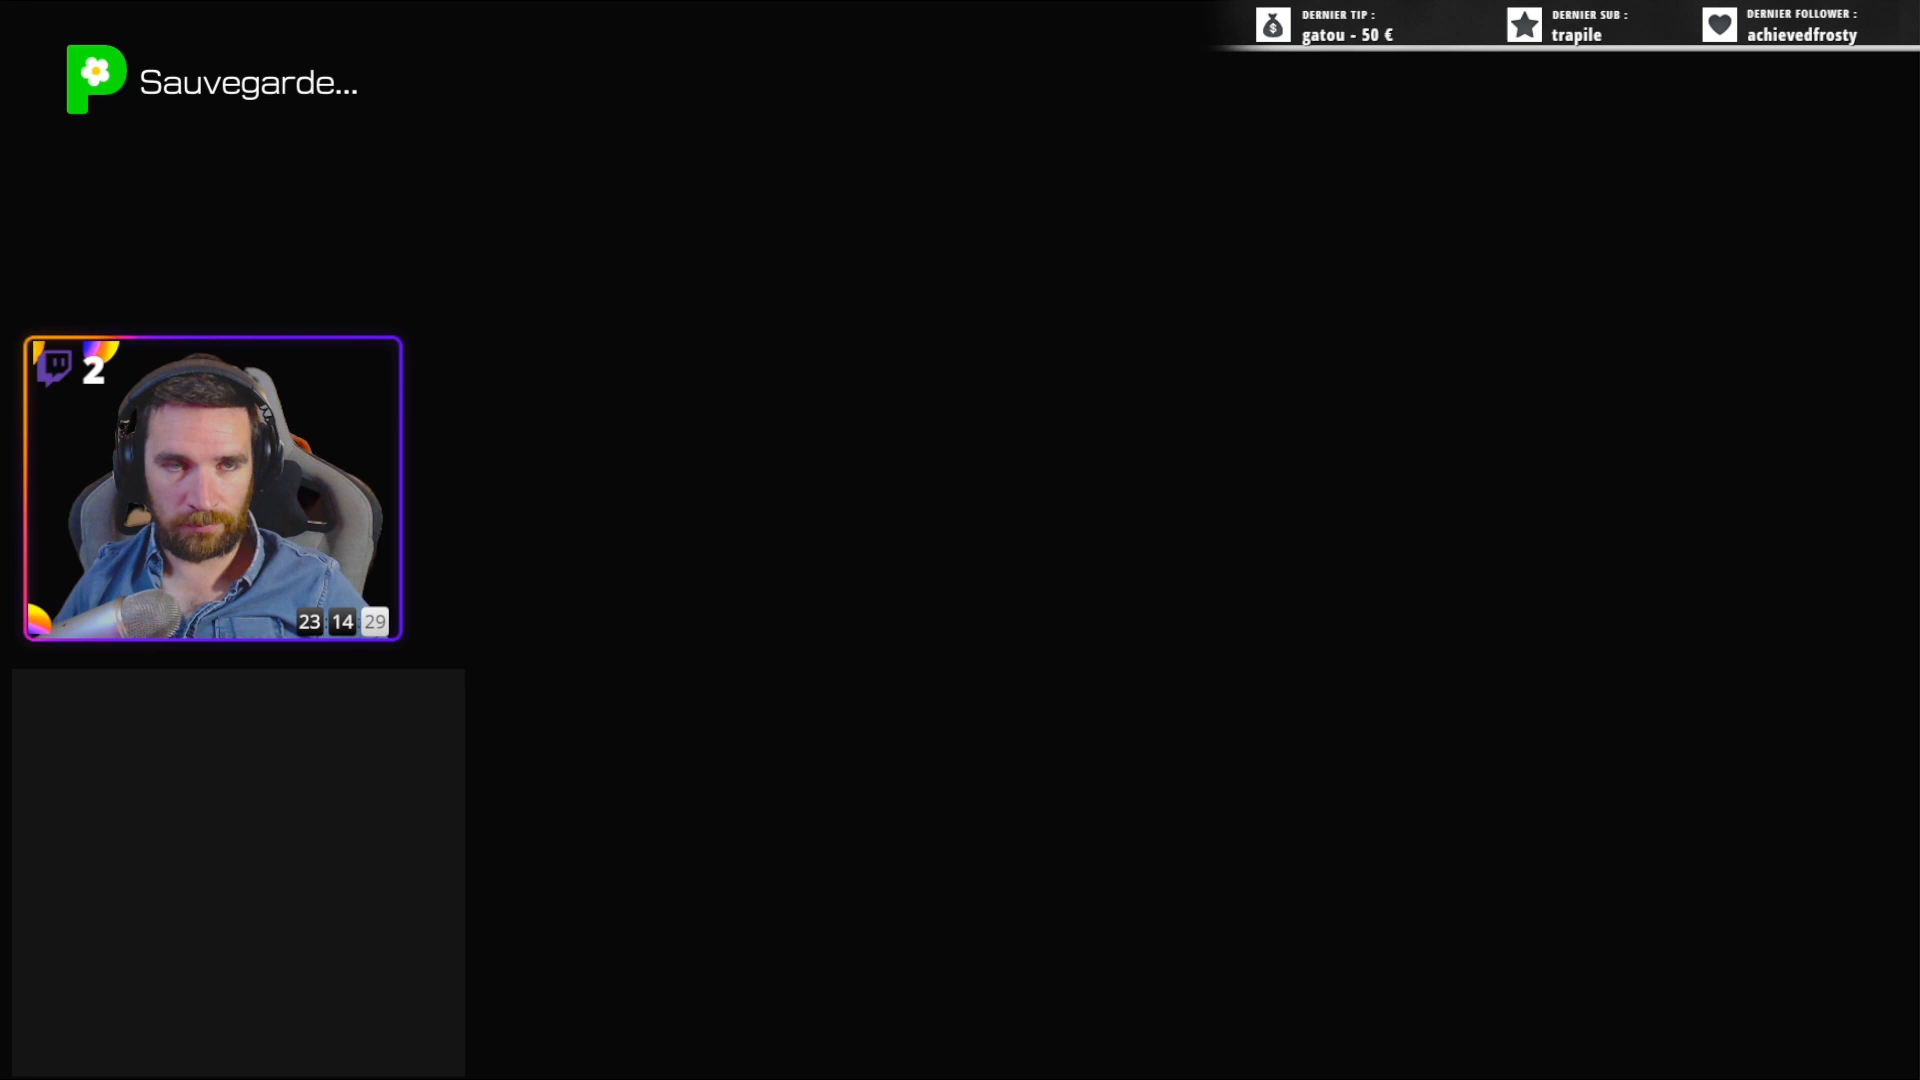 DERNIER TIP :
gatou - 50 €
DERNIER SUB :
trapile
DERNIER FOLLOWER :
achievedfrosty
P Sauvegarde...
2
23 14 29